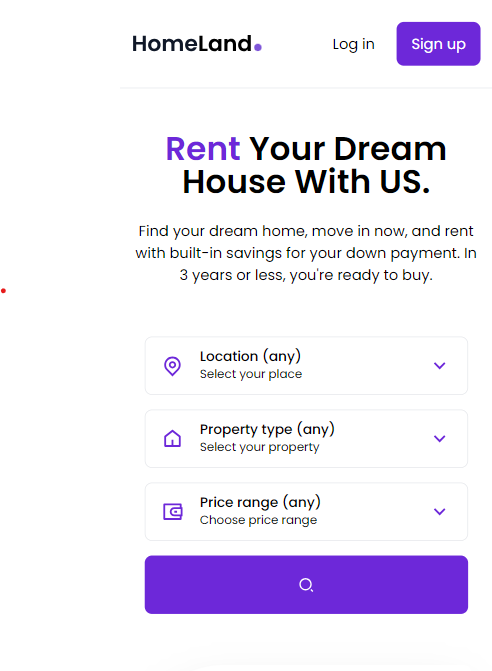 HomeLand.
Log in
Sign up
Rent Your Dream
House With US.
Find your dream home, move in now, and rent
with built-in savings for your down payment. In
3 years or less, you're ready to buy.
Location (any)
Select your place
Property type (any)
Select your property
Price range (any)
Choose price range